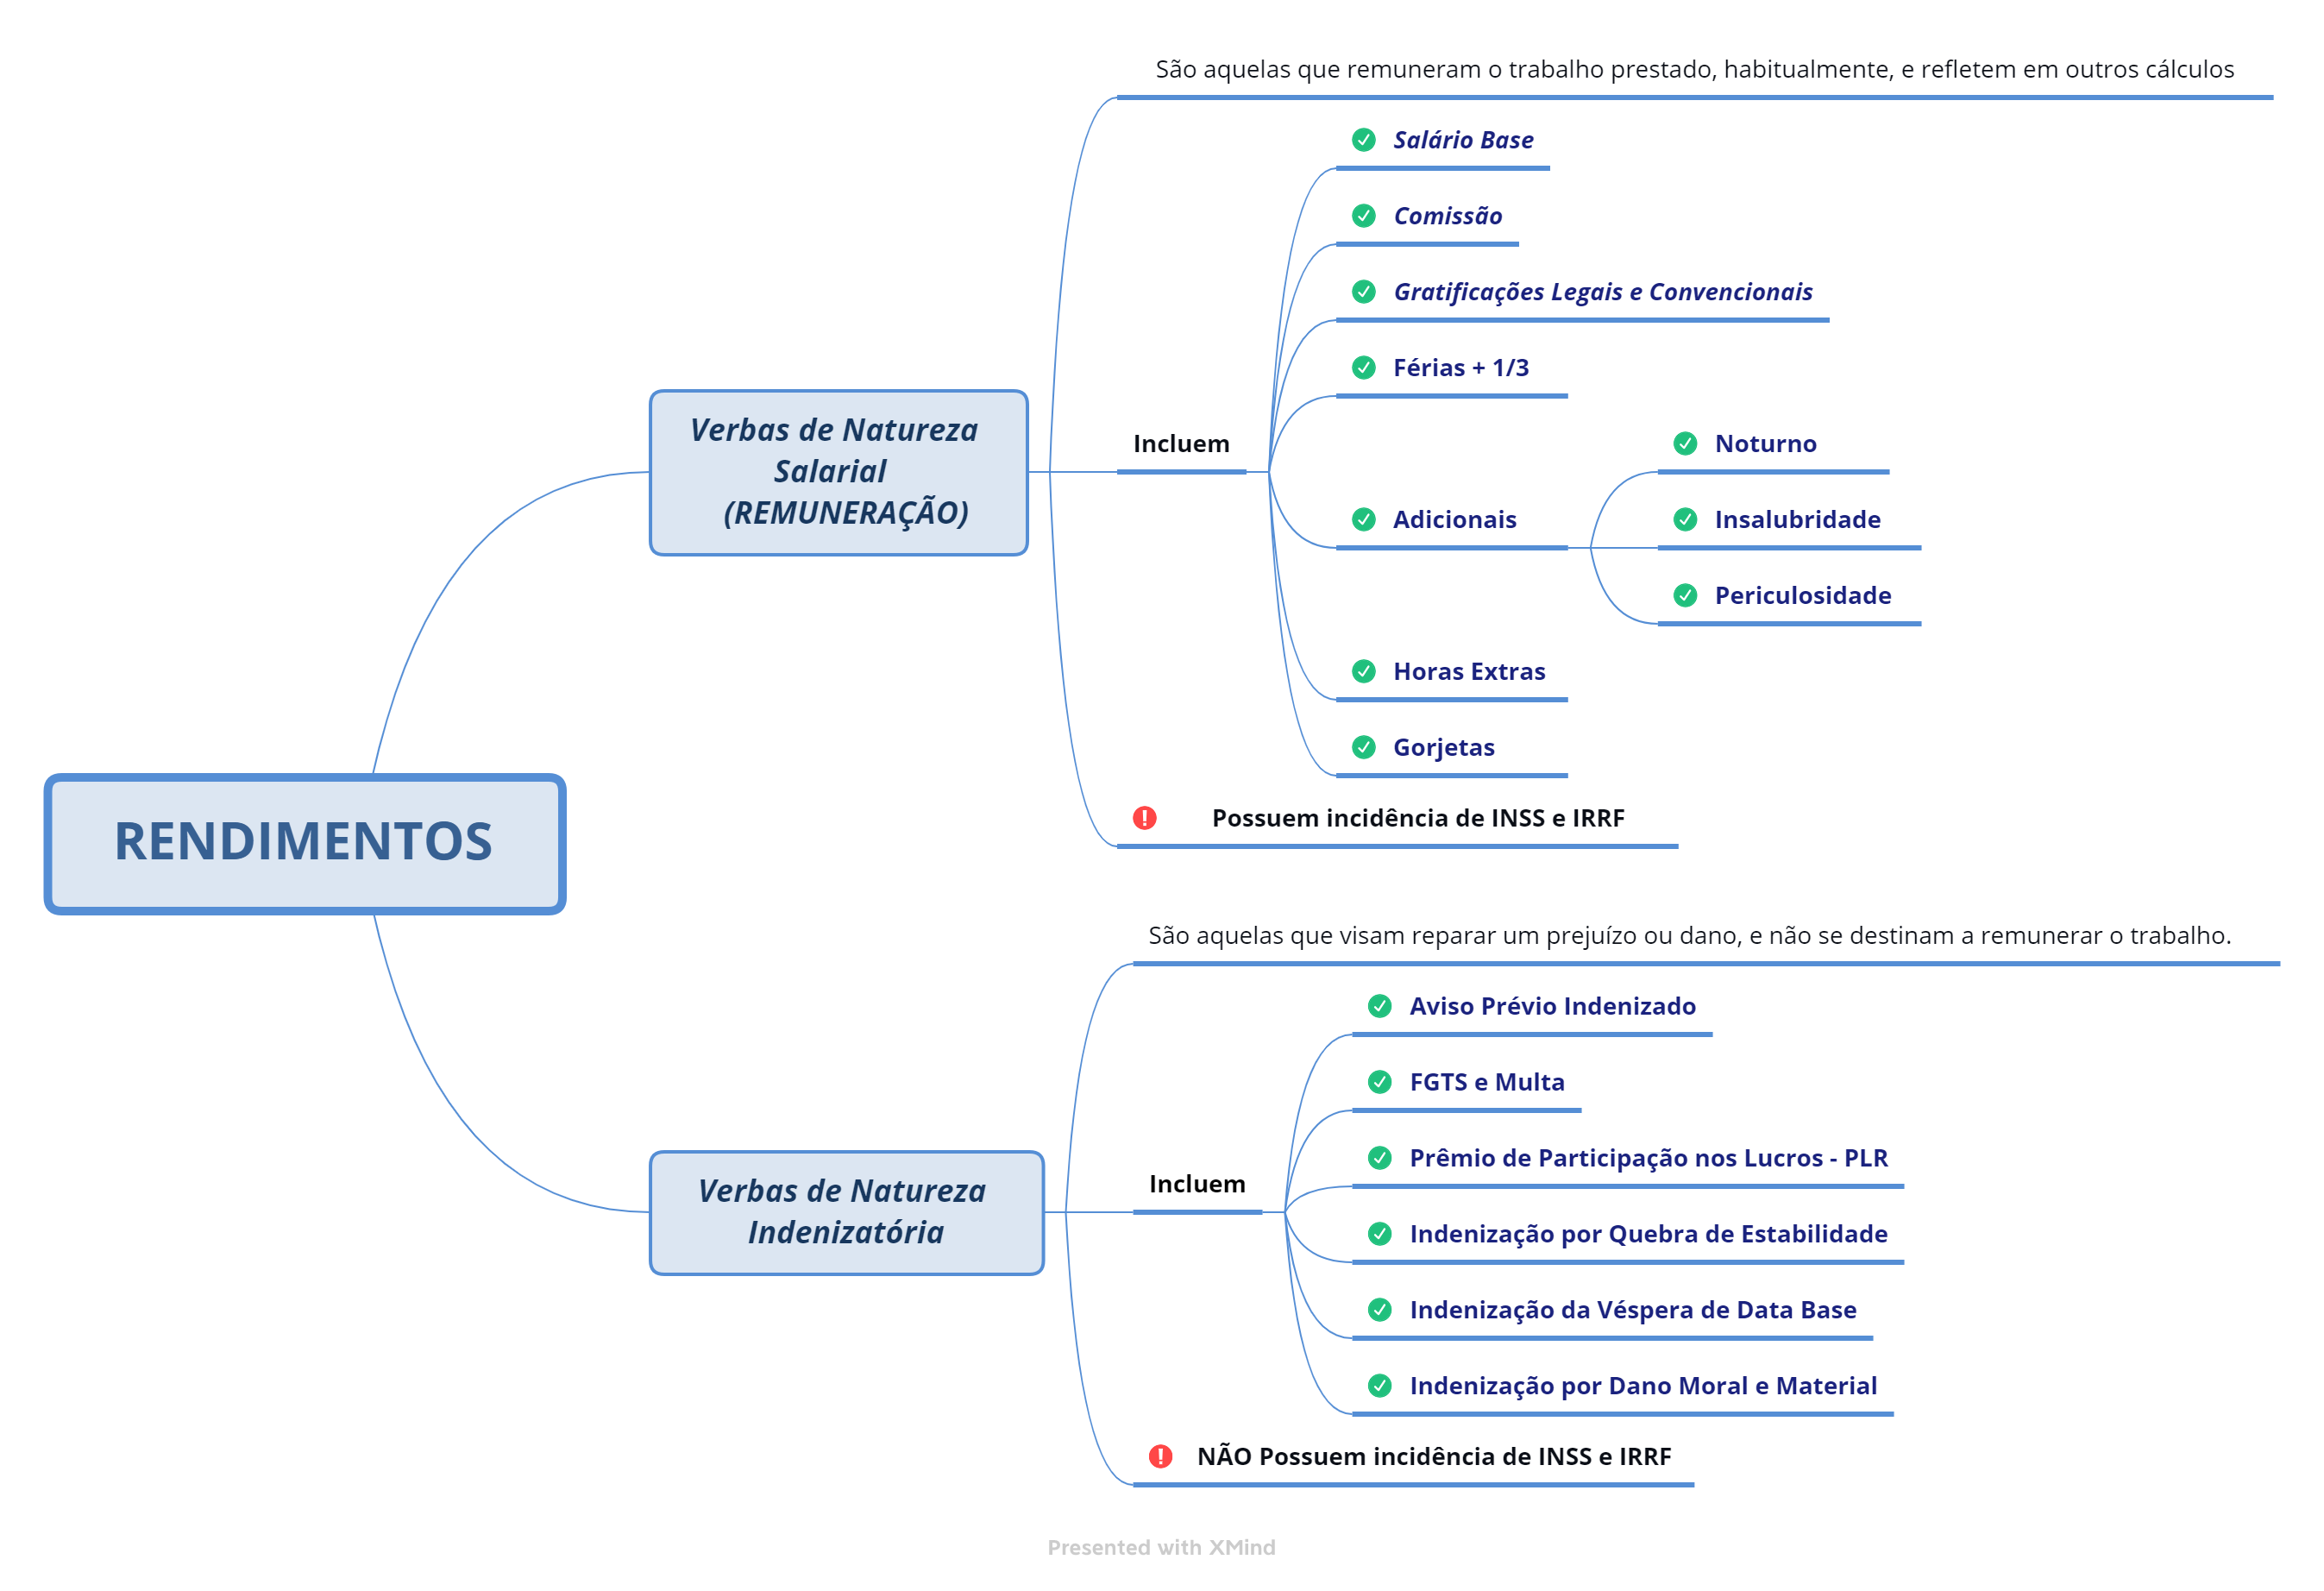 São aquelas que remuneram o trabalho prestado, habitualmente, e refletem em outros cálculos
Salário Base
Comissão
Gratificações Legais e Convencionais
Férias + 1/3
Verbas de Natureza
Salarial
(REMUNERAÇÃO)
Incluem
Adicionais
Noturno
Insalubridade
Periculosidade
Horas Extras
Gorjetas
Possuem incidência de INSS e IRRF
RENDIMENTOS
São aquelas que visam reparar um prejuízo ou dano, e não se destinam a remunerar o trabalho.
Verbas de Natureza
Indenizatória
Incluem
Aviso Prévio Indenizado
FGTS e Multa
Prêmio de Participação nos Lucros - PLR
Indenização por Quebra de Estabilidade
Indenização da Véspera de Data Base
Indenização por Dano Moral e Material
NÃO Possuem incidência de INSS e IRRF
Presented with XMind